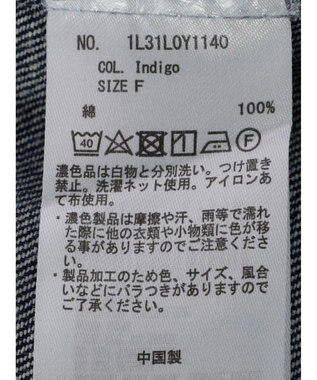 NO. 1L31L0Y1140
COL. Indigo
SIZE F
綿 100%
40 F
濃色品は白物と分別洗い。つけ置き
禁止。洗濯ネット使用。アイロンあ
て布使用。
・濃色製品は摩擦や汗、雨等で濡れ
た際に他の衣類や小物類に色が移
る事がありますのでご注意くださ
い。
・製品加工のため色、サイズ、風合
いなどにバラつきがありますので
ご了承ください。
中国製